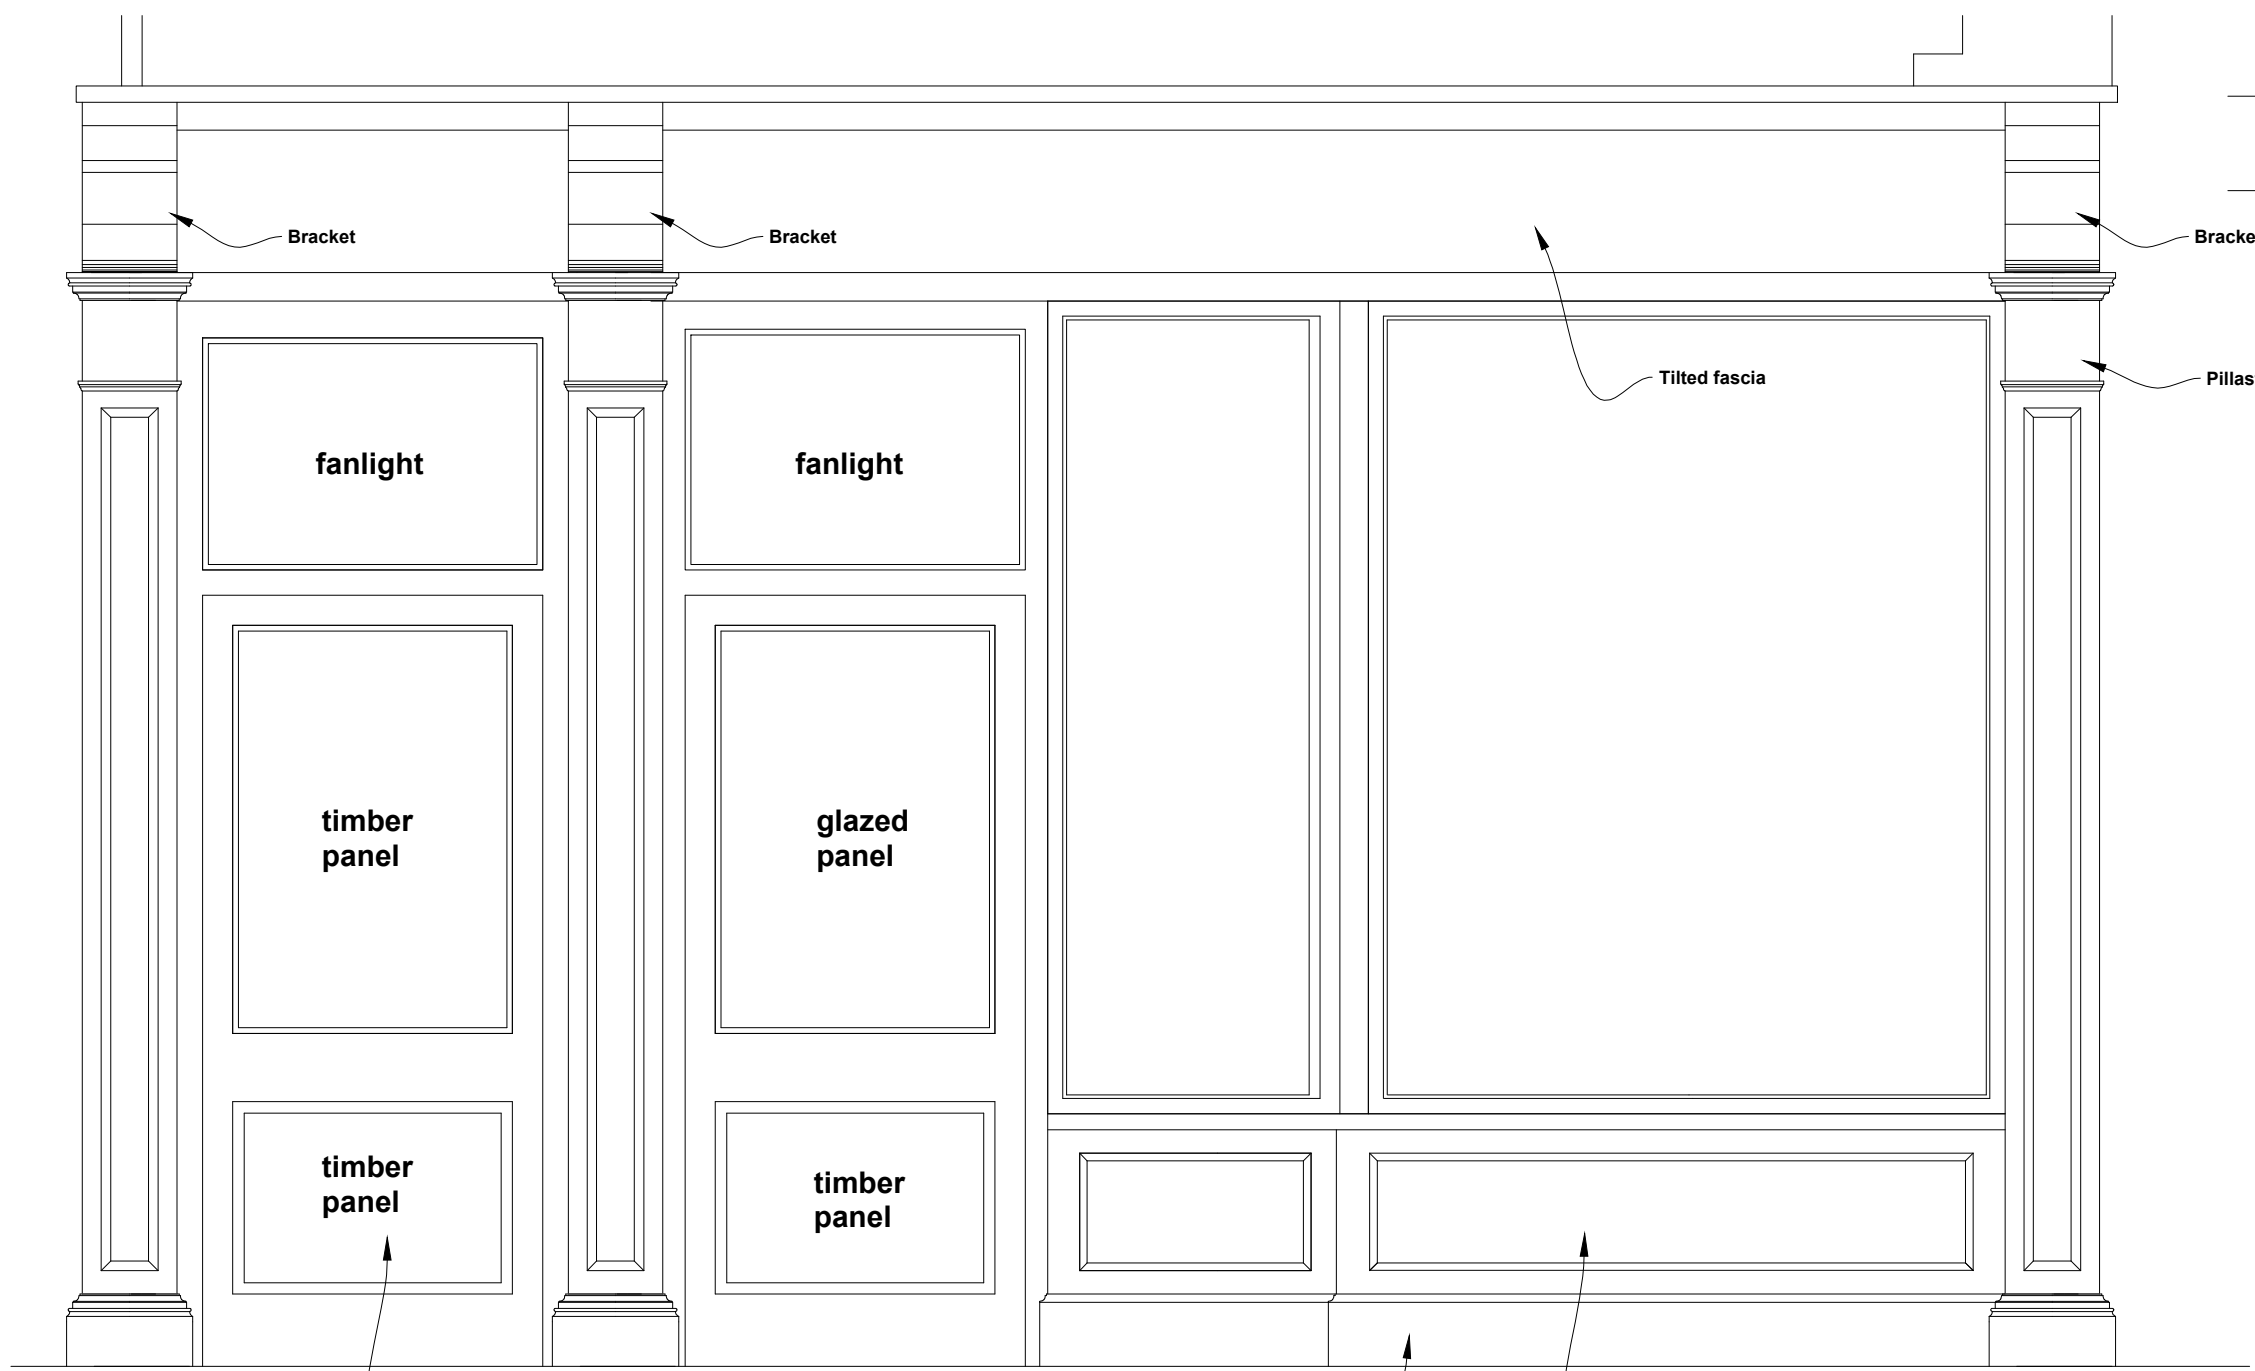 Bracket
Bracket
Bracke
Tilted fascia
Pillas
fanlight
fanlight
timber
panel
glazed
panel
timber
panel
timber
panel